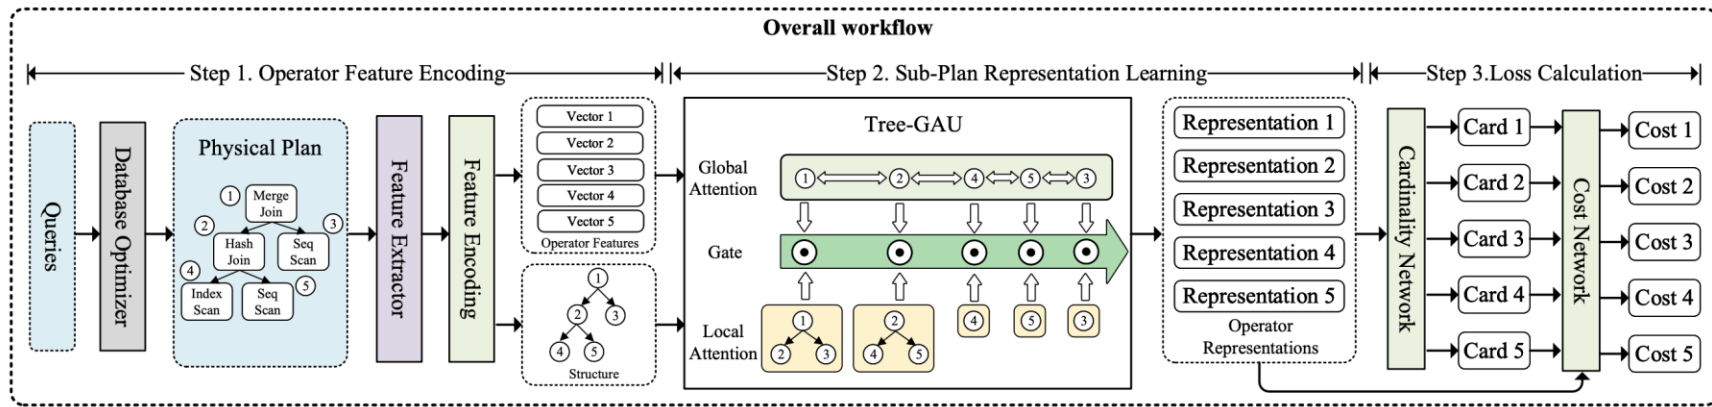 Overall workflow
Step 1. Operator Feature Encoding
Step 2. Sub-Plan Representation Learning
Step 3.Loss Calculation
Queries
Database Optimizer
Physical Plan
1
Merge
Join
2
Hash
Join
3
Seq
Scan
4
Index
Scan
5
Seq
Scan
Feature Extractor
Feature Encoding
Vector 1
Vector 2
Vector 3
Vector 4
Vector 5
Operator Features
1
2
3
4
5
Structure
Tree-GAU
Global
Attention
1
2
4
5
3
Gate
Local
Attention
1
2
3
2
4
5
4
5
3
Representation 1
Representation 2
Representation 3
Representation 4
Representation 5
Operator
Representations
Cardinality Network
Card 1
Card 2
Card 3
Card 4
Card 5
Cost Network
Cost 1
Cost 2
Cost 3
Cost 4
Cost 5